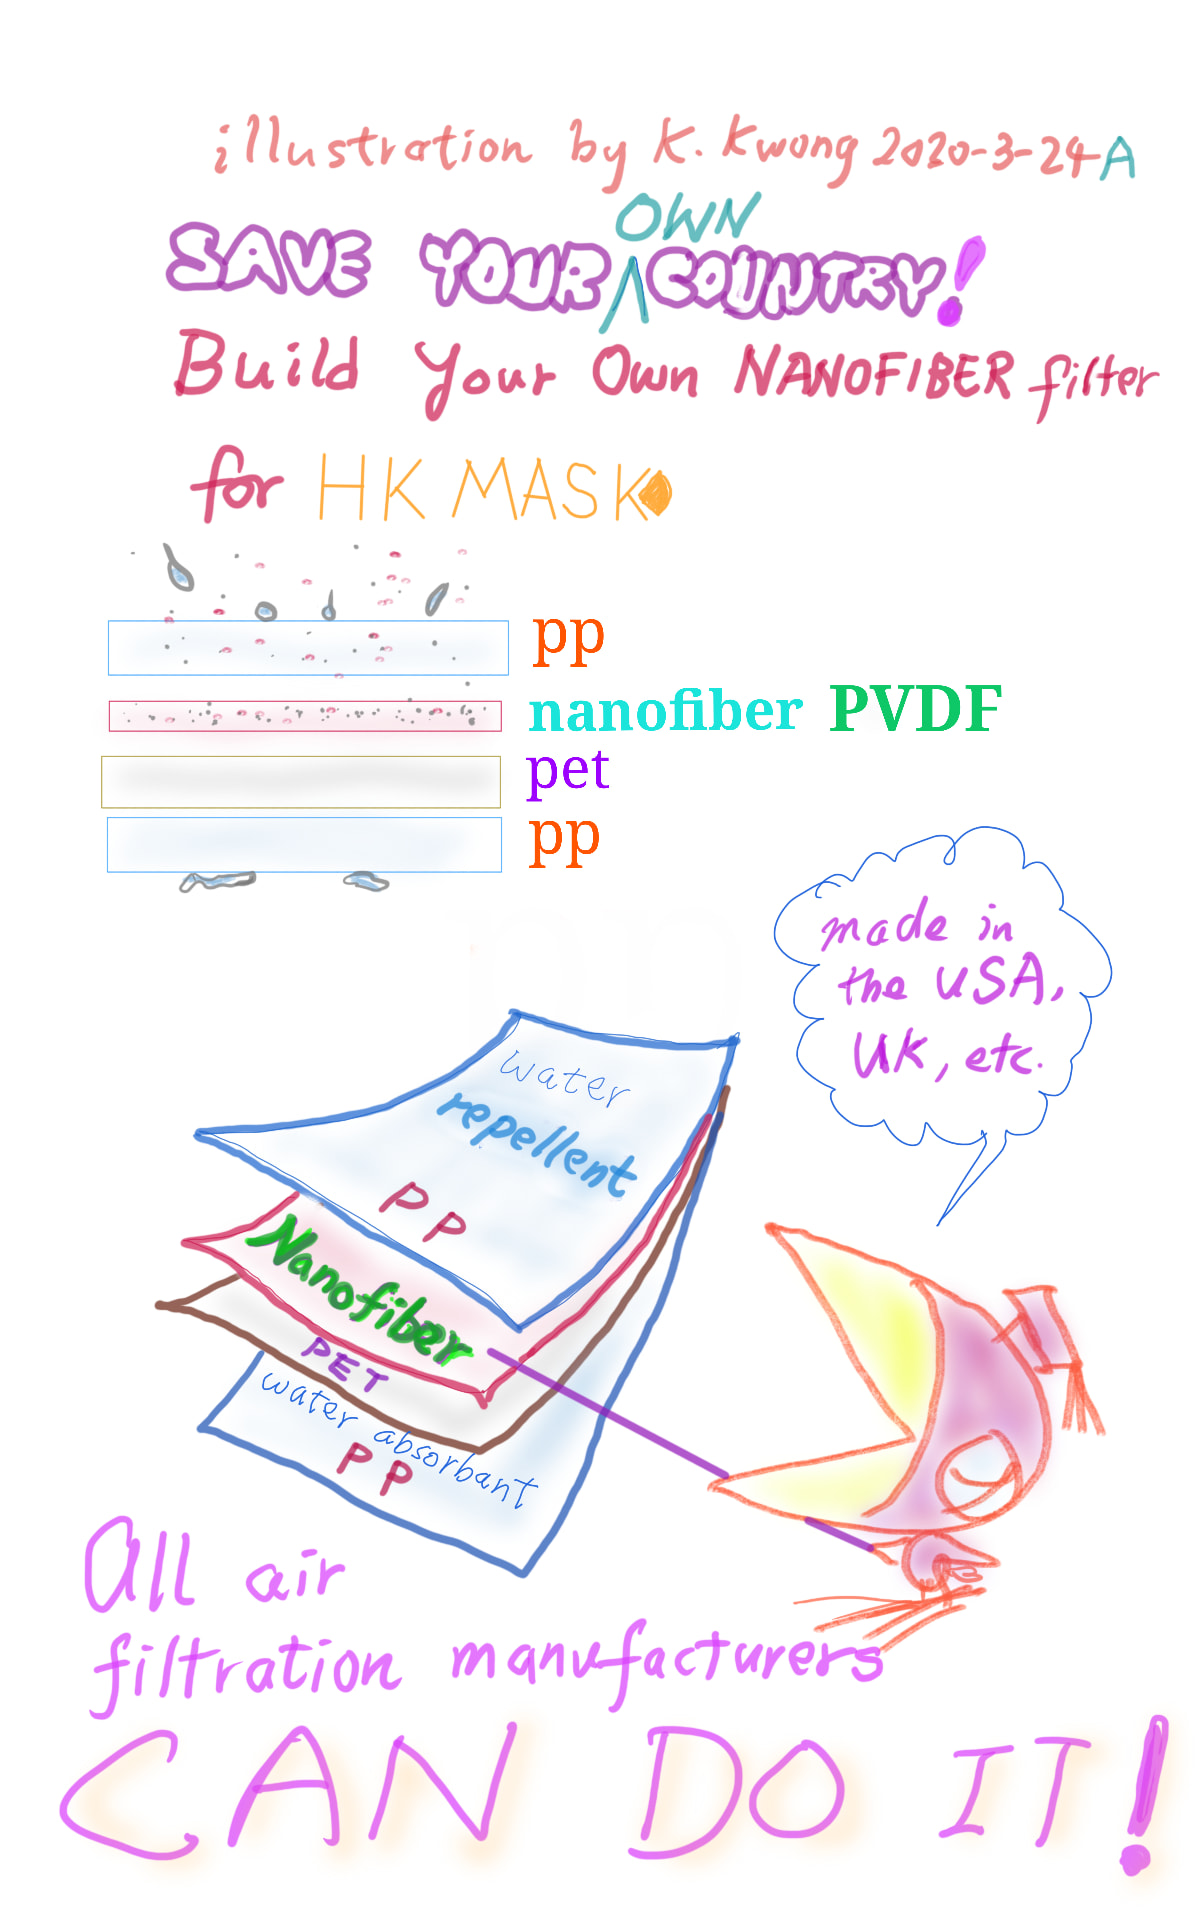 illustration by K. Kwong 2020-3-24-A
OWN
SAVE YOUR COUNTRY!
Build Your Own NANOFIBER filter
for HK MASK
pp
nanofiber PVDF
pet
pp
made in
the USA,
UK, etc.
water
repellent
PP
Nanofiber
PET
water absorbant
PP
All air
filtration manufacturers
CAN DO IT!